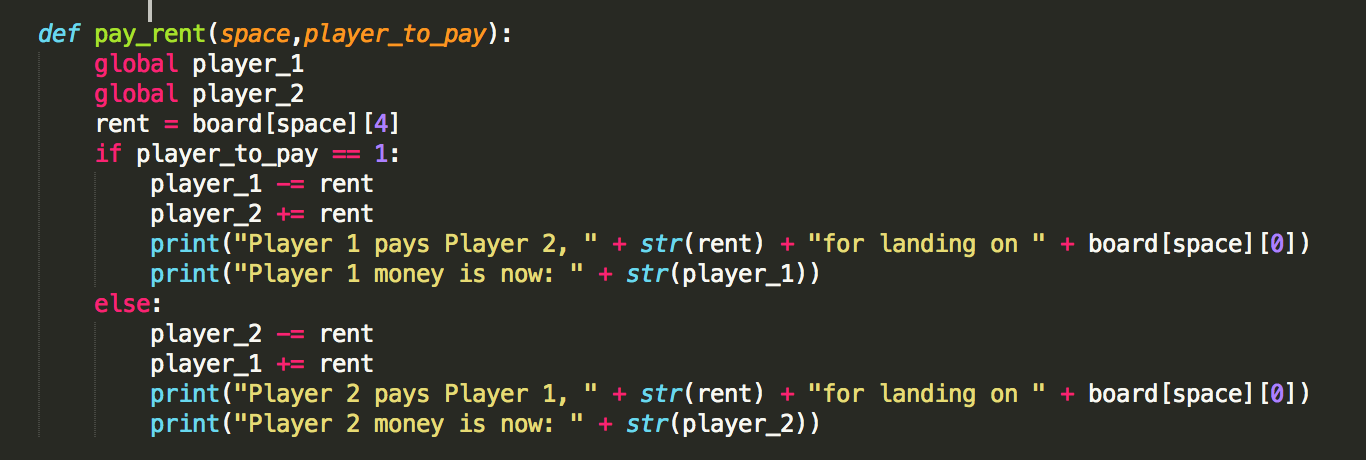 def pay_rent(space,player_to_pay):
    global player_1
    global player_2
    rent = board[space][4]
    if player_to_pay == 1:
        player_1 -= rent
        player_2 += rent
        print("Player 1 pays Player 2, " + str(rent) + "for landing on " + board[space][0])
        print("Player 1 money is now: " + str(player_1))
    else:
        player_2 -= rent
        player_1 += rent
        print("Player 2 pays Player 1, " + str(rent) + "for landing on " + board[space][0])
        print("Player 2 money is now: " + str(player_2))